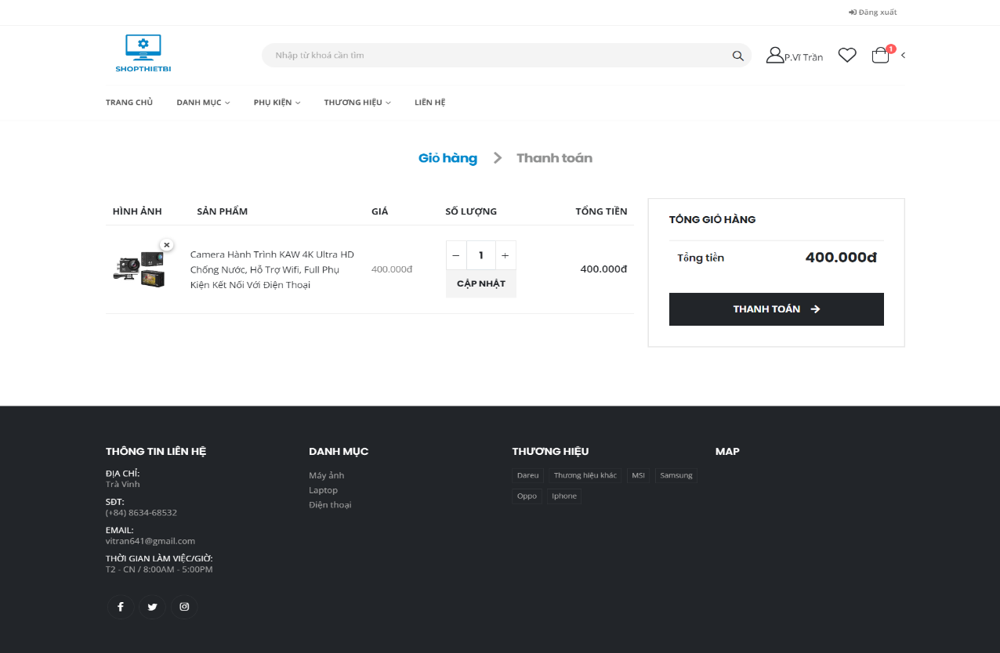 Đăng xuất
SHOPTHIETBI
Nhập từ khoá cần tìm
P.Vĩ Trần
1
TRANG CHỦ DANH MỤC PHỤ KIỆN THƯƠNG HIỆU LIÊN HỆ
Giỏ hàng Thanh toán
HÌNH ẢNH SẢN PHẨM GIÁ SỐ LƯỢNG TỔNG TIỀN
Camera Hành Trình KAW 4K Ultra HD
Chống Nước, Hỗ Trợ Wifi, Full Phụ
Kiện Kết Nối Với Điện Thoại
400.000đ
− 1 +
CẬP NHẬT
400.000đ
TỔNG GIỎ HÀNG
Tổng tiền 400.000đ
THANH TOÁN →
THÔNG TIN LIÊN HỆ
ĐỊA CHỈ:
Trà Vinh
SĐT:
(+84) 8634-68532
EMAIL:
vitran641@gmail.com
THỜI GIAN LÀM VIỆC/GIỜ:
T2 - CN / 8:00AM - 5:00PM
DANH MỤC
Máy ảnh
Laptop
Điện thoại
THƯƠNG HIỆU
Dareu Thương hiệu khác MSI Samsung
Oppo Iphone
MAP